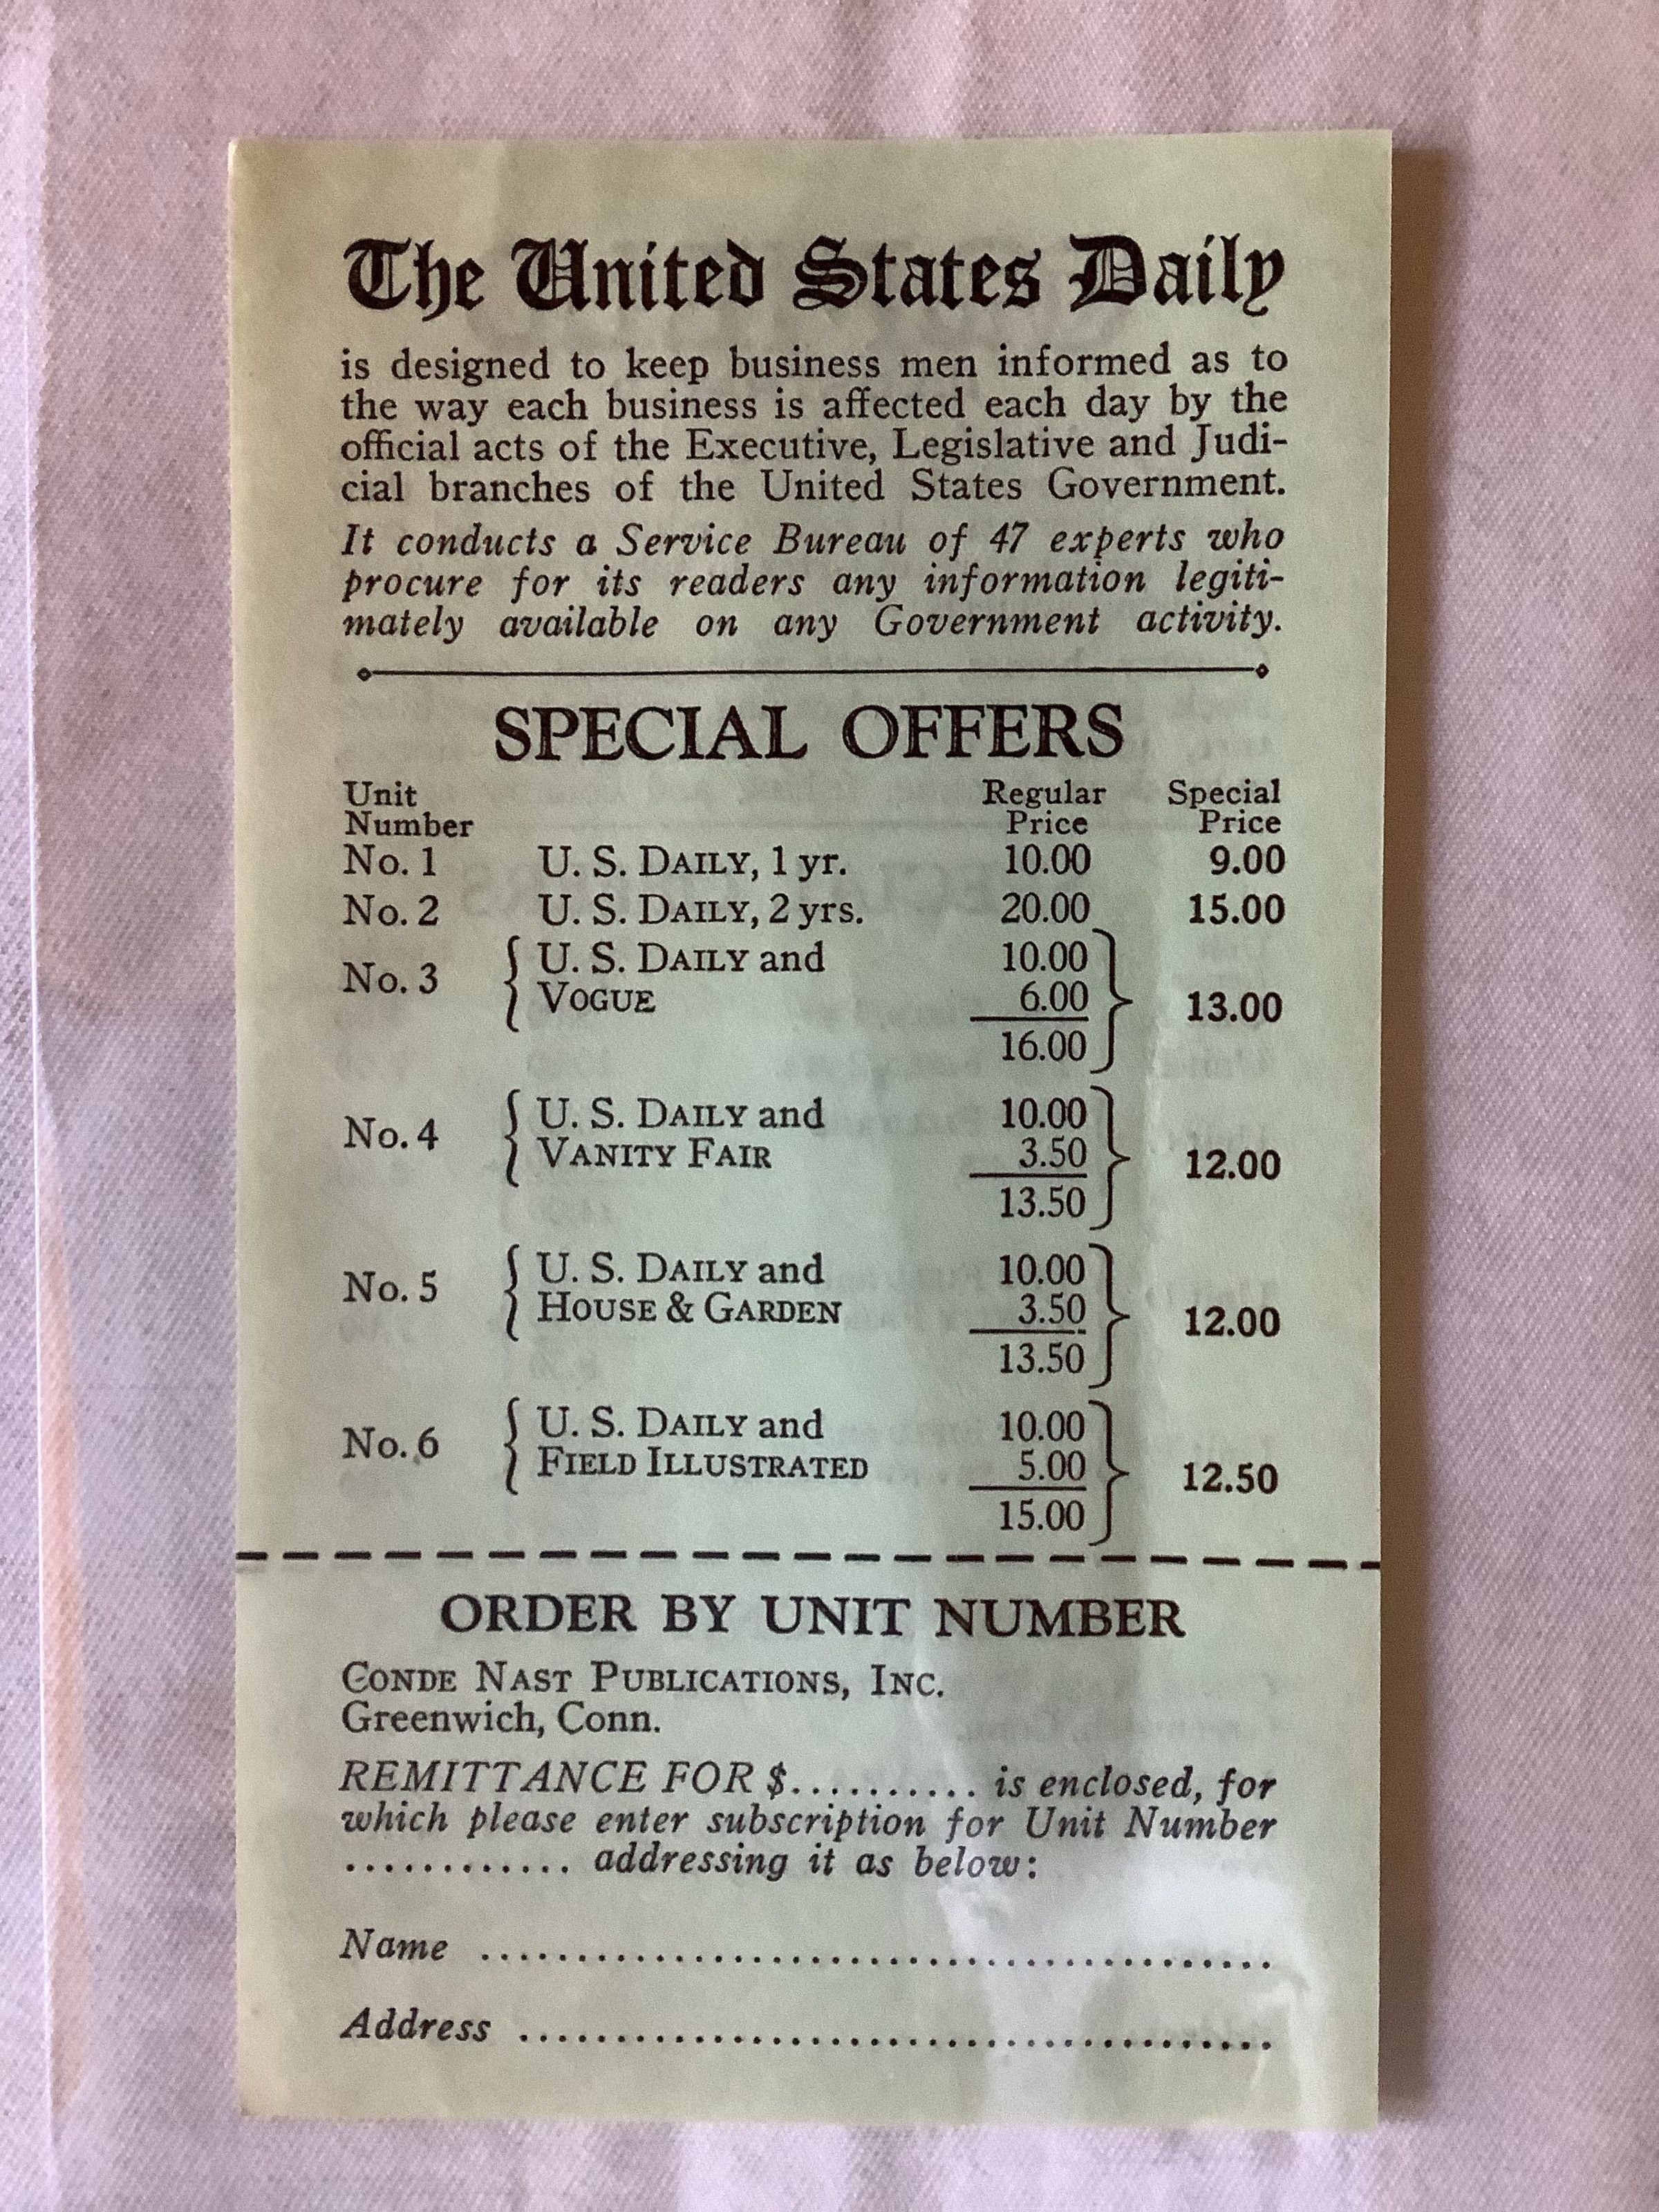 The United States Daily
is designed to keep business men informed as to
the way each business is affected each day by the
official acts of the Executive, Legislative and Judi-
cial branches of the United States Government.
It conducts a Service Bureau of 47 experts who
procure for its readers any information legiti-
mately available on any Government activity.
SPECIAL OFFERS
Unit Regular Special
Number Price Price
No. 1 U. S. DAILY, 1 yr. 10.00 9.00
No. 2 U. S. DAILY, 2 yrs. 20.00 15.00
No. 3 { U. S. DAILY and 10.00
VOGUE 6.00 } 13.00
16.00
No. 4 { U. S. DAILY and 10.00
VANITY FAIR 3.50 } 12.00
13.50
No. 5 { U. S. DAILY and 10.00
HOUSE & GARDEN 3.50 } 12.00
13.50
No. 6 { U. S. DAILY and 10.00
FIELD ILLUSTRATED 5.00 } 12.50
15.00
ORDER BY UNIT NUMBER
CONDE NAST PUBLICATIONS, INC.
Greenwich, Conn.
REMITTANCE FOR $.......... is enclosed, for
which please enter subscription for Unit Number
............ addressing it as below:
Name ..........................................
Address ........................................